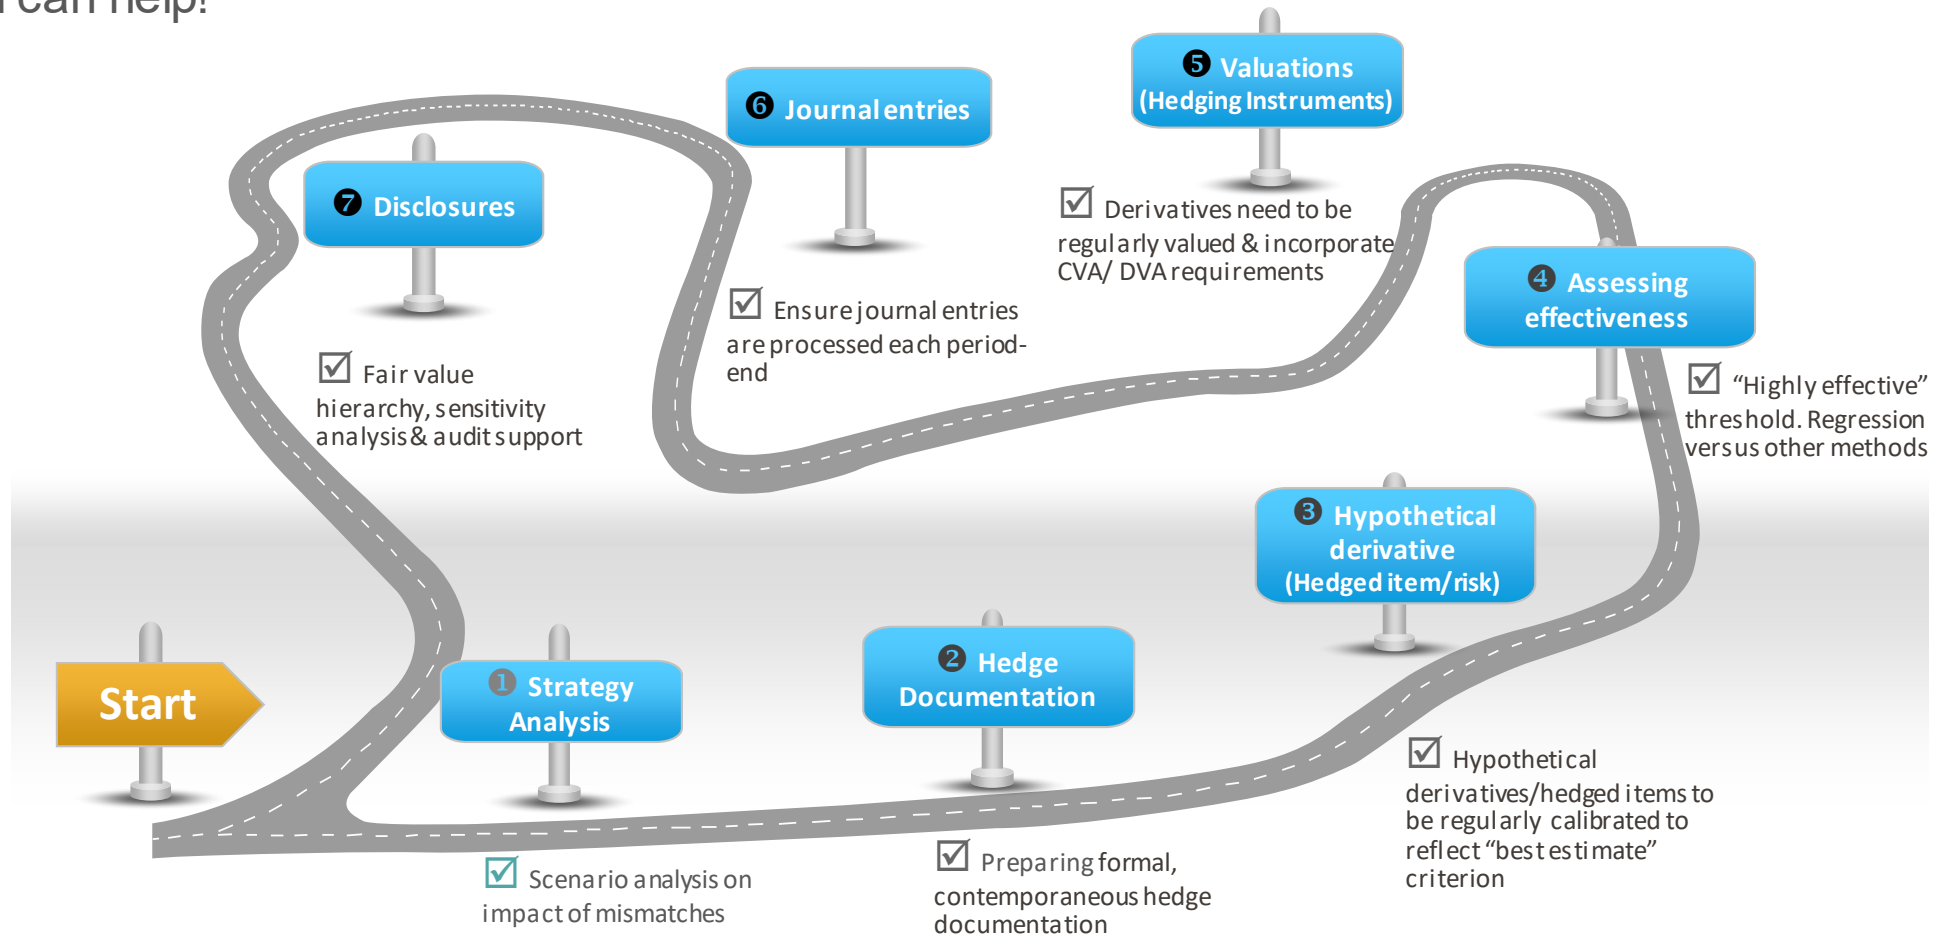 can help!
Start
❶ Strategy
Analysis
☑ Scenario analysis on
impact of mismatches
❷ Hedge
Documentation
☑ Preparing formal,
contemporaneous hedge
documentation
❸ Hypothetical
derivative
(Hedged item/risk)
☑ Hypothetical
derivatives/hedged items to
be regularly calibrated to
reflect “best estimate”
criterion
❹ Assessing
effectiveness
☑ “Highly effective”
threshold. Regression
versus other methods
❺ Valuations
(Hedging Instruments)
☑ Derivatives need to be
regularly valued & incorporate
CVA/ DVA requirements
❻ Journal entries
☑ Ensure journal entries
are processed each period-
end
❼ Disclosures
☑ Fair value
hierarchy, sensitivity
analysis & audit support